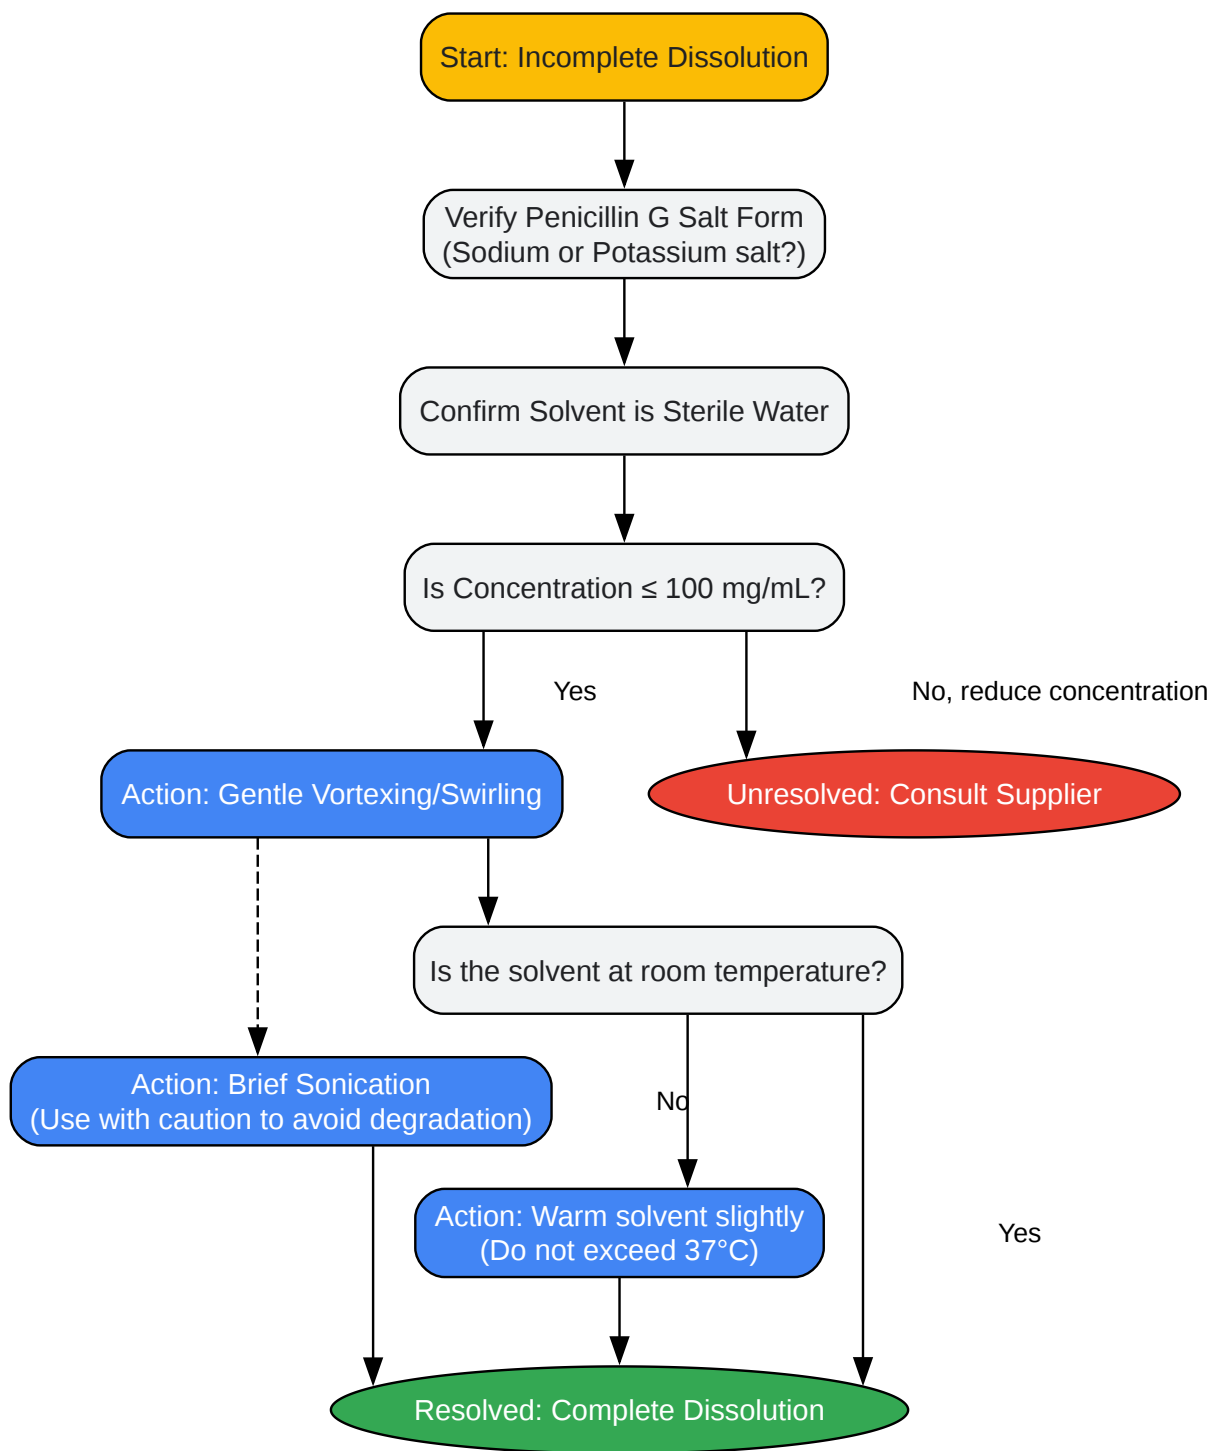 Start: Incomplete Dissolution
Verify Penicillin G Salt Form
(Sodium or Potassium salt?)
Confirm Solvent is Sterile Water
Is Concentration ≤ 100 mg/mL?
Yes
No, reduce concentration
Action: Gentle Vortexing/Swirling
Unresolved: Consult Supplier
Is the solvent at room temperature?
Action: Brief Sonication
(Use with caution to avoid degradation)
No
Action: Warm solvent slightly
(Do not exceed 37°C)
Yes
Resolved: Complete Dissolution